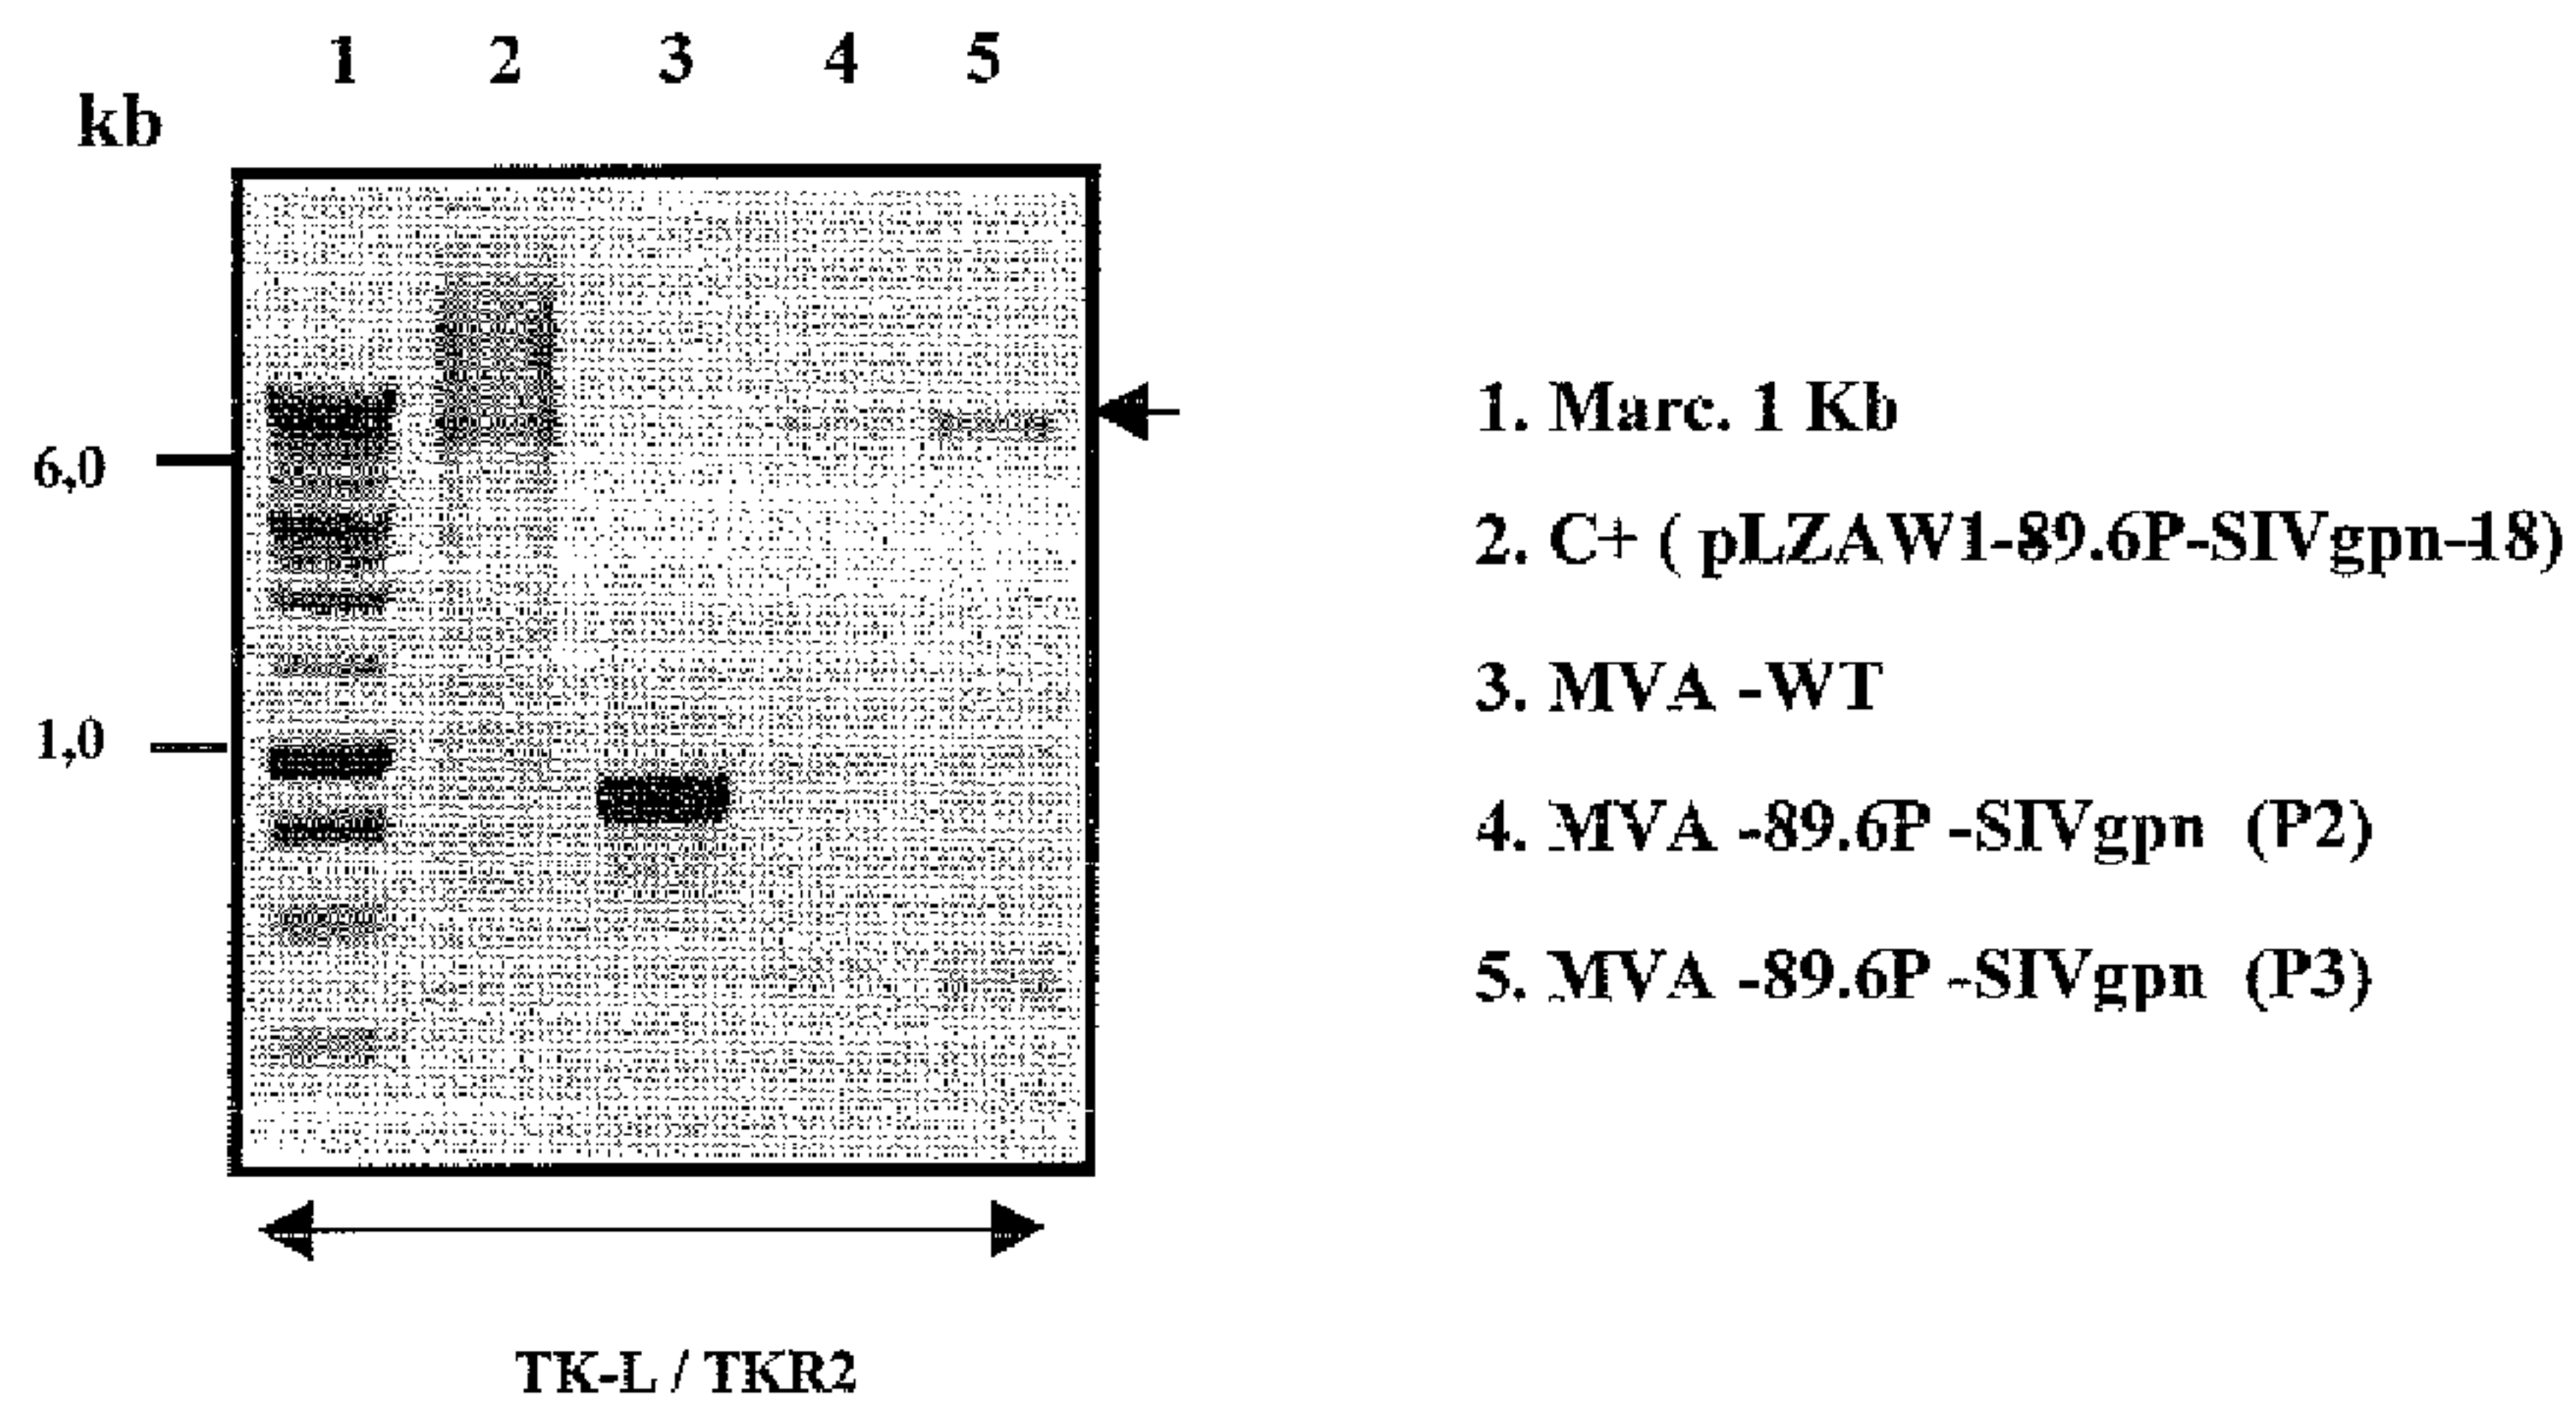 1 2 3 4 5
kb
6,0
1,0
1. Marc. 1 Kb
2. C+ ( pLZAW1-89.6P-SIVgpn-18)
3. MVA -WT
4. MVA -89.6P -SIVgpn (P2)
5. MVA -89.6P -SIVgpn (P3)
TK-L / TKR2